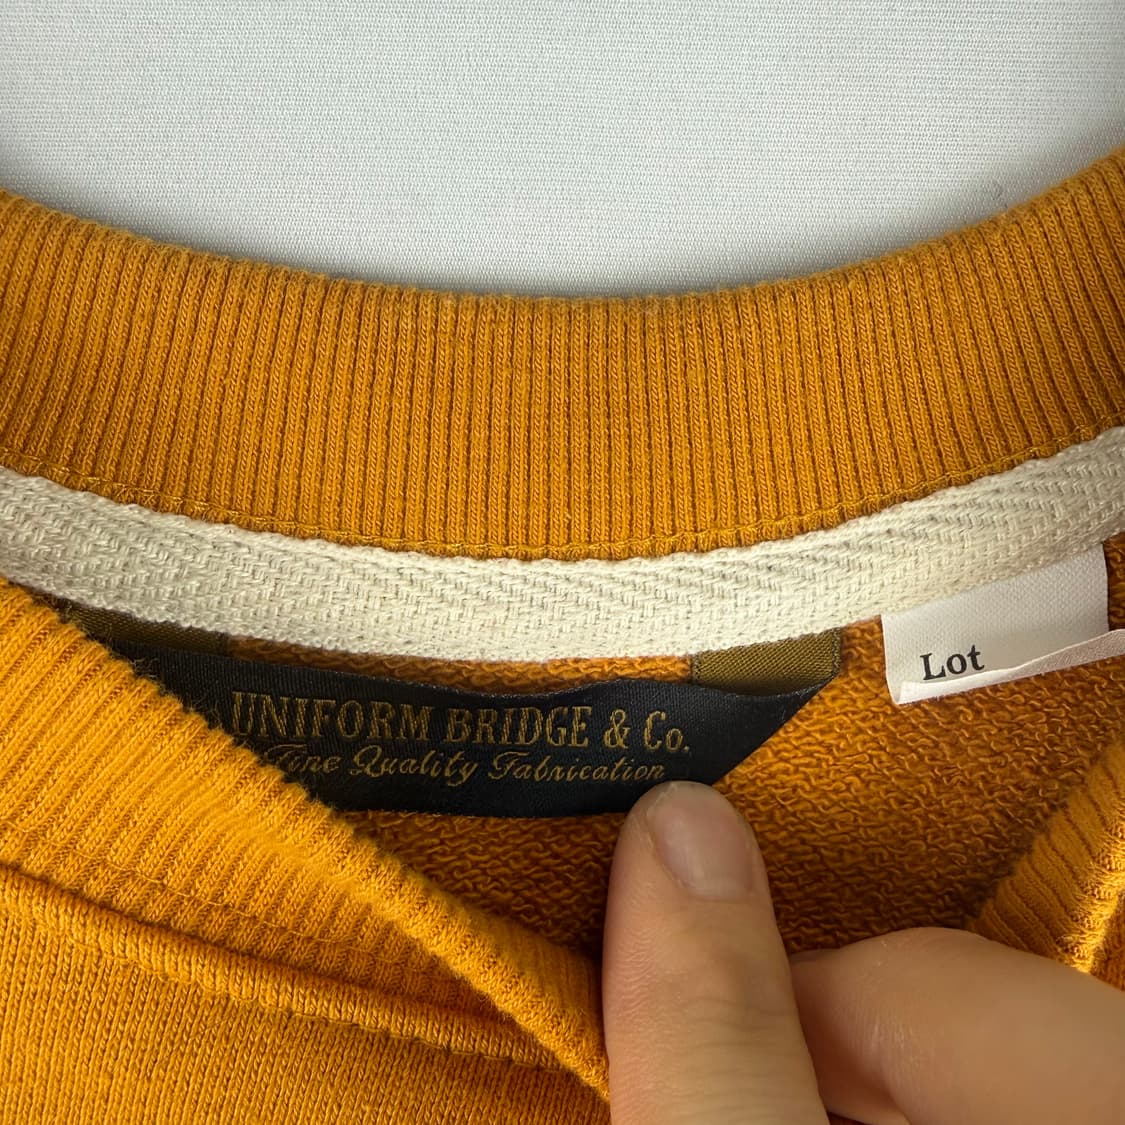 UNIFORM BRIDGE & Co.
Fine Quality Fabrication
Lot